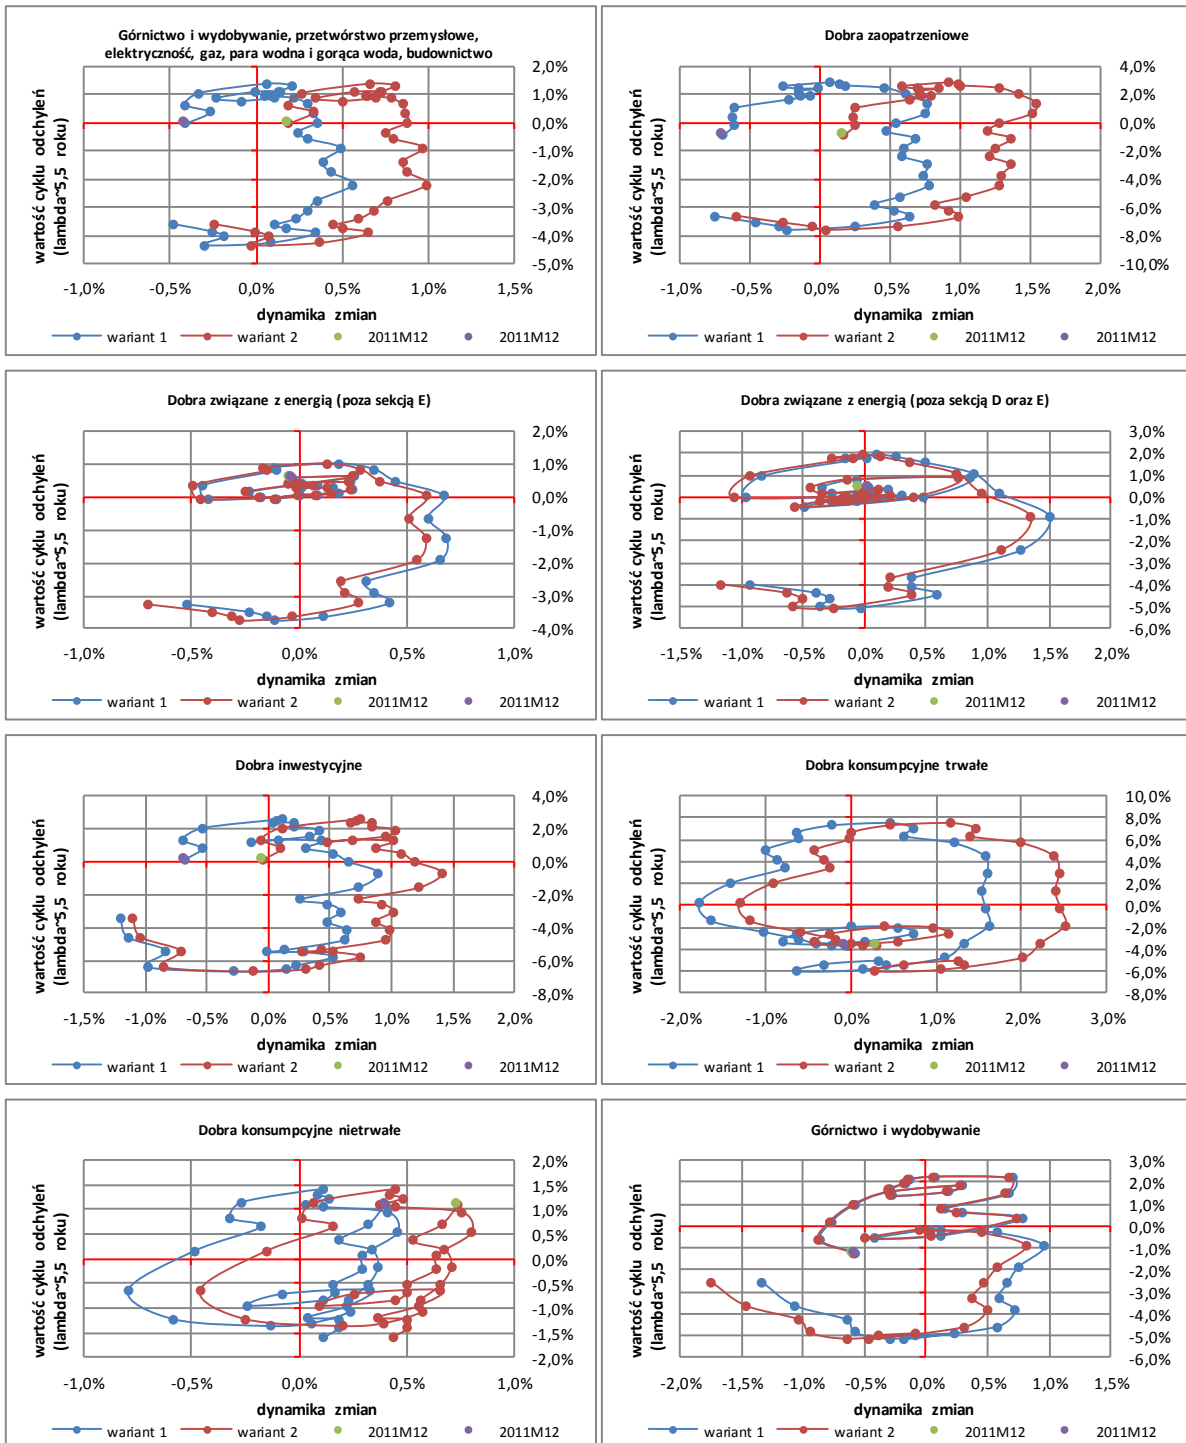 Górnictwo i wydobywanie, przetwórstwo przemysłowe,
elektryczność, gaz, para wodna i gorąca woda, budownictwo
wartość cyklu odchyleń
(lambda~5,5 roku)
2,0%
1,0%
0,0%
-1,0%
-2,0%
-3,0%
-4,0%
-5,0%
-1,0% -0,5% 0,0% 0,5% 1,0% 1,5%
dynamika zmian
wariant 1 wariant 2 2011M12 2011M12
Dobra zaopatrzeniowe
wartość cyklu odchyleń
(lambda~5,5 roku)
4,0%
2,0%
0,0%
-2,0%
-4,0%
-6,0%
-8,0%
-10,0%
-1,0% -0,5% 0,0% 0,5% 1,0% 1,5% 2,0%
dynamika zmian
wariant 1 wariant 2 2011M12 2011M12
Dobra związane z energią (poza sekcją E)
wartość cyklu odchyleń
(lambda~5,5 roku)
2,0%
1,0%
0,0%
-1,0%
-2,0%
-3,0%
-4,0%
-1,0% -0,5% 0,0% 0,5% 1,0%
dynamika zmian
wariant 1 wariant 2 2011M12 2011M12
Dobra związane z energią (poza sekcją D oraz E)
wartość cyklu odchyleń
(lambda~5,5 roku)
3,0%
2,0%
1,0%
0,0%
-1,0%
-2,0%
-3,0%
-4,0%
-5,0%
-6,0%
-1,5% -1,0% -0,5% 0,0% 0,5% 1,0% 1,5% 2,0%
dynamika zmian
wariant 1 wariant 2 2011M12 2011M12
Dobra inwestycyjne
wartość cyklu odchyleń
(lambda~5,5 roku)
4,0%
2,0%
0,0%
-2,0%
-4,0%
-6,0%
-8,0%
-1,5% -1,0% -0,5% 0,0% 0,5% 1,0% 1,5% 2,0%
dynamika zmian
wariant 1 wariant 2 2011M12 2011M12
Dobra konsumpcyjne trwałe
wartość cyklu odchyleń
(lambda~5,5 roku)
10,0%
8,0%
6,0%
4,0%
2,0%
0,0%
-2,0%
-4,0%
-6,0%
-8,0%
-2,0% -1,0% 0,0% 1,0% 2,0% 3,0%
dynamika zmian
wariant 1 wariant 2 2011M12 2011M12
Dobra konsumpcyjne nietrwałe
wartość cyklu odchyleń
(lambda~5,5 roku)
2,0%
1,5%
1,0%
0,5%
0,0%
-0,5%
-1,0%
-1,5%
-2,0%
-1,0% -0,5% 0,0% 0,5% 1,0%
dynamika zmian
wariant 1 wariant 2 2011M12 2011M12
Górnictwo i wydobywanie
wartość cyklu odchyleń
(lambda~5,5 roku)
3,0%
2,0%
1,0%
0,0%
-1,0%
-2,0%
-3,0%
-4,0%
-5,0%
-6,0%
-2,0% -1,5% -1,0% -0,5% 0,0% 0,5% 1,0% 1,5%
dynamika zmian
wariant 1 wariant 2 2011M12 2011M12